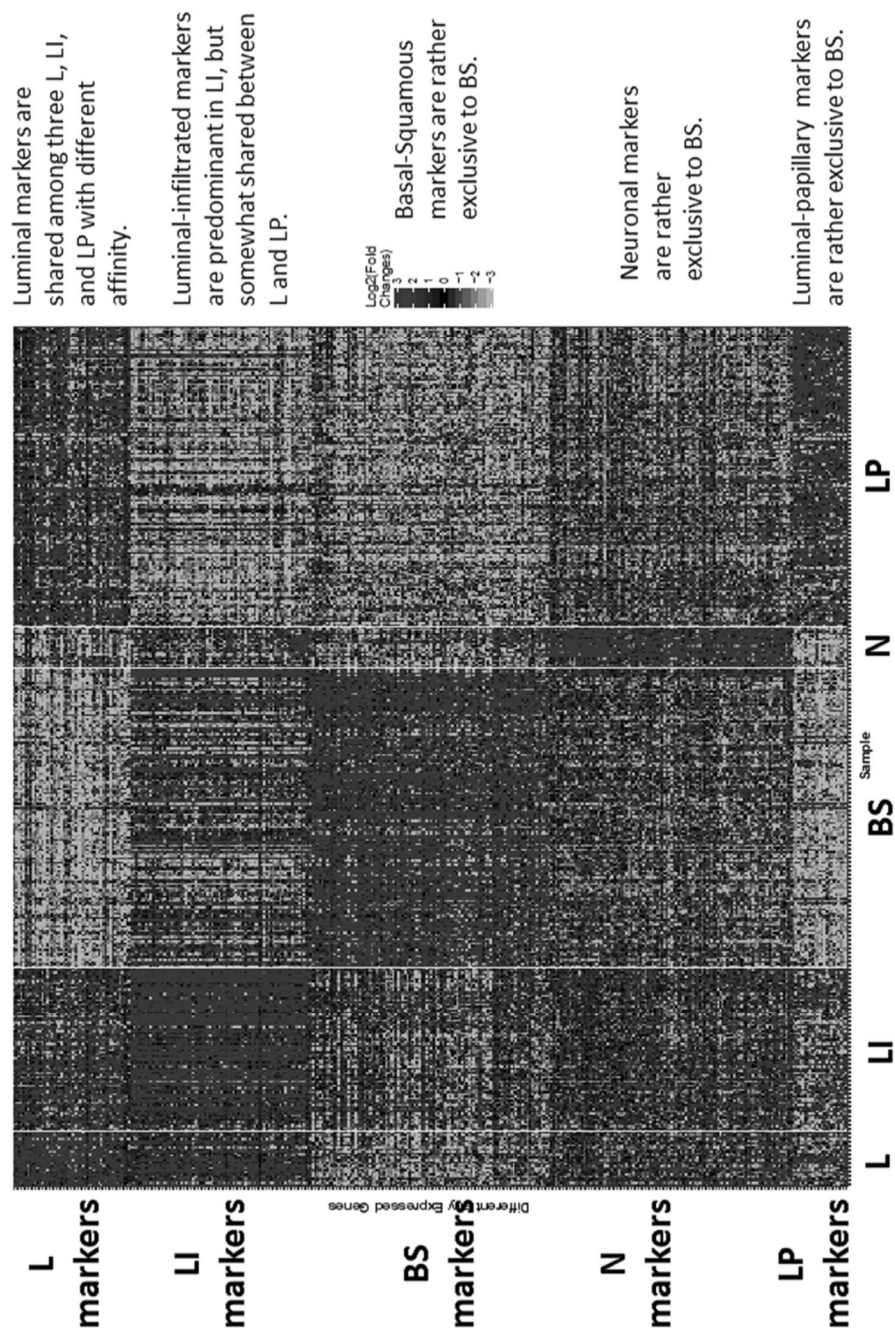 L
markers
LI
markers
BS
markers
N
markers
LP
markers
Expressed Genes
L
LI
BS
N
LP
Sample
Luminal markers are
shared among three L, LI,
and LP with different
affinity.
Luminal-infiltrated markers
are predominant in LI, but
somewhat shared between
L and LP.
Log2(Fold
Changes)
3
2
1
0
-1
-2
-3
Basal-Squamous
markers are rather
exclusive to BS.
Neuronal markers
are rather
exclusive to BS.
Luminal-papillary markers
are rather exclusive to BS.